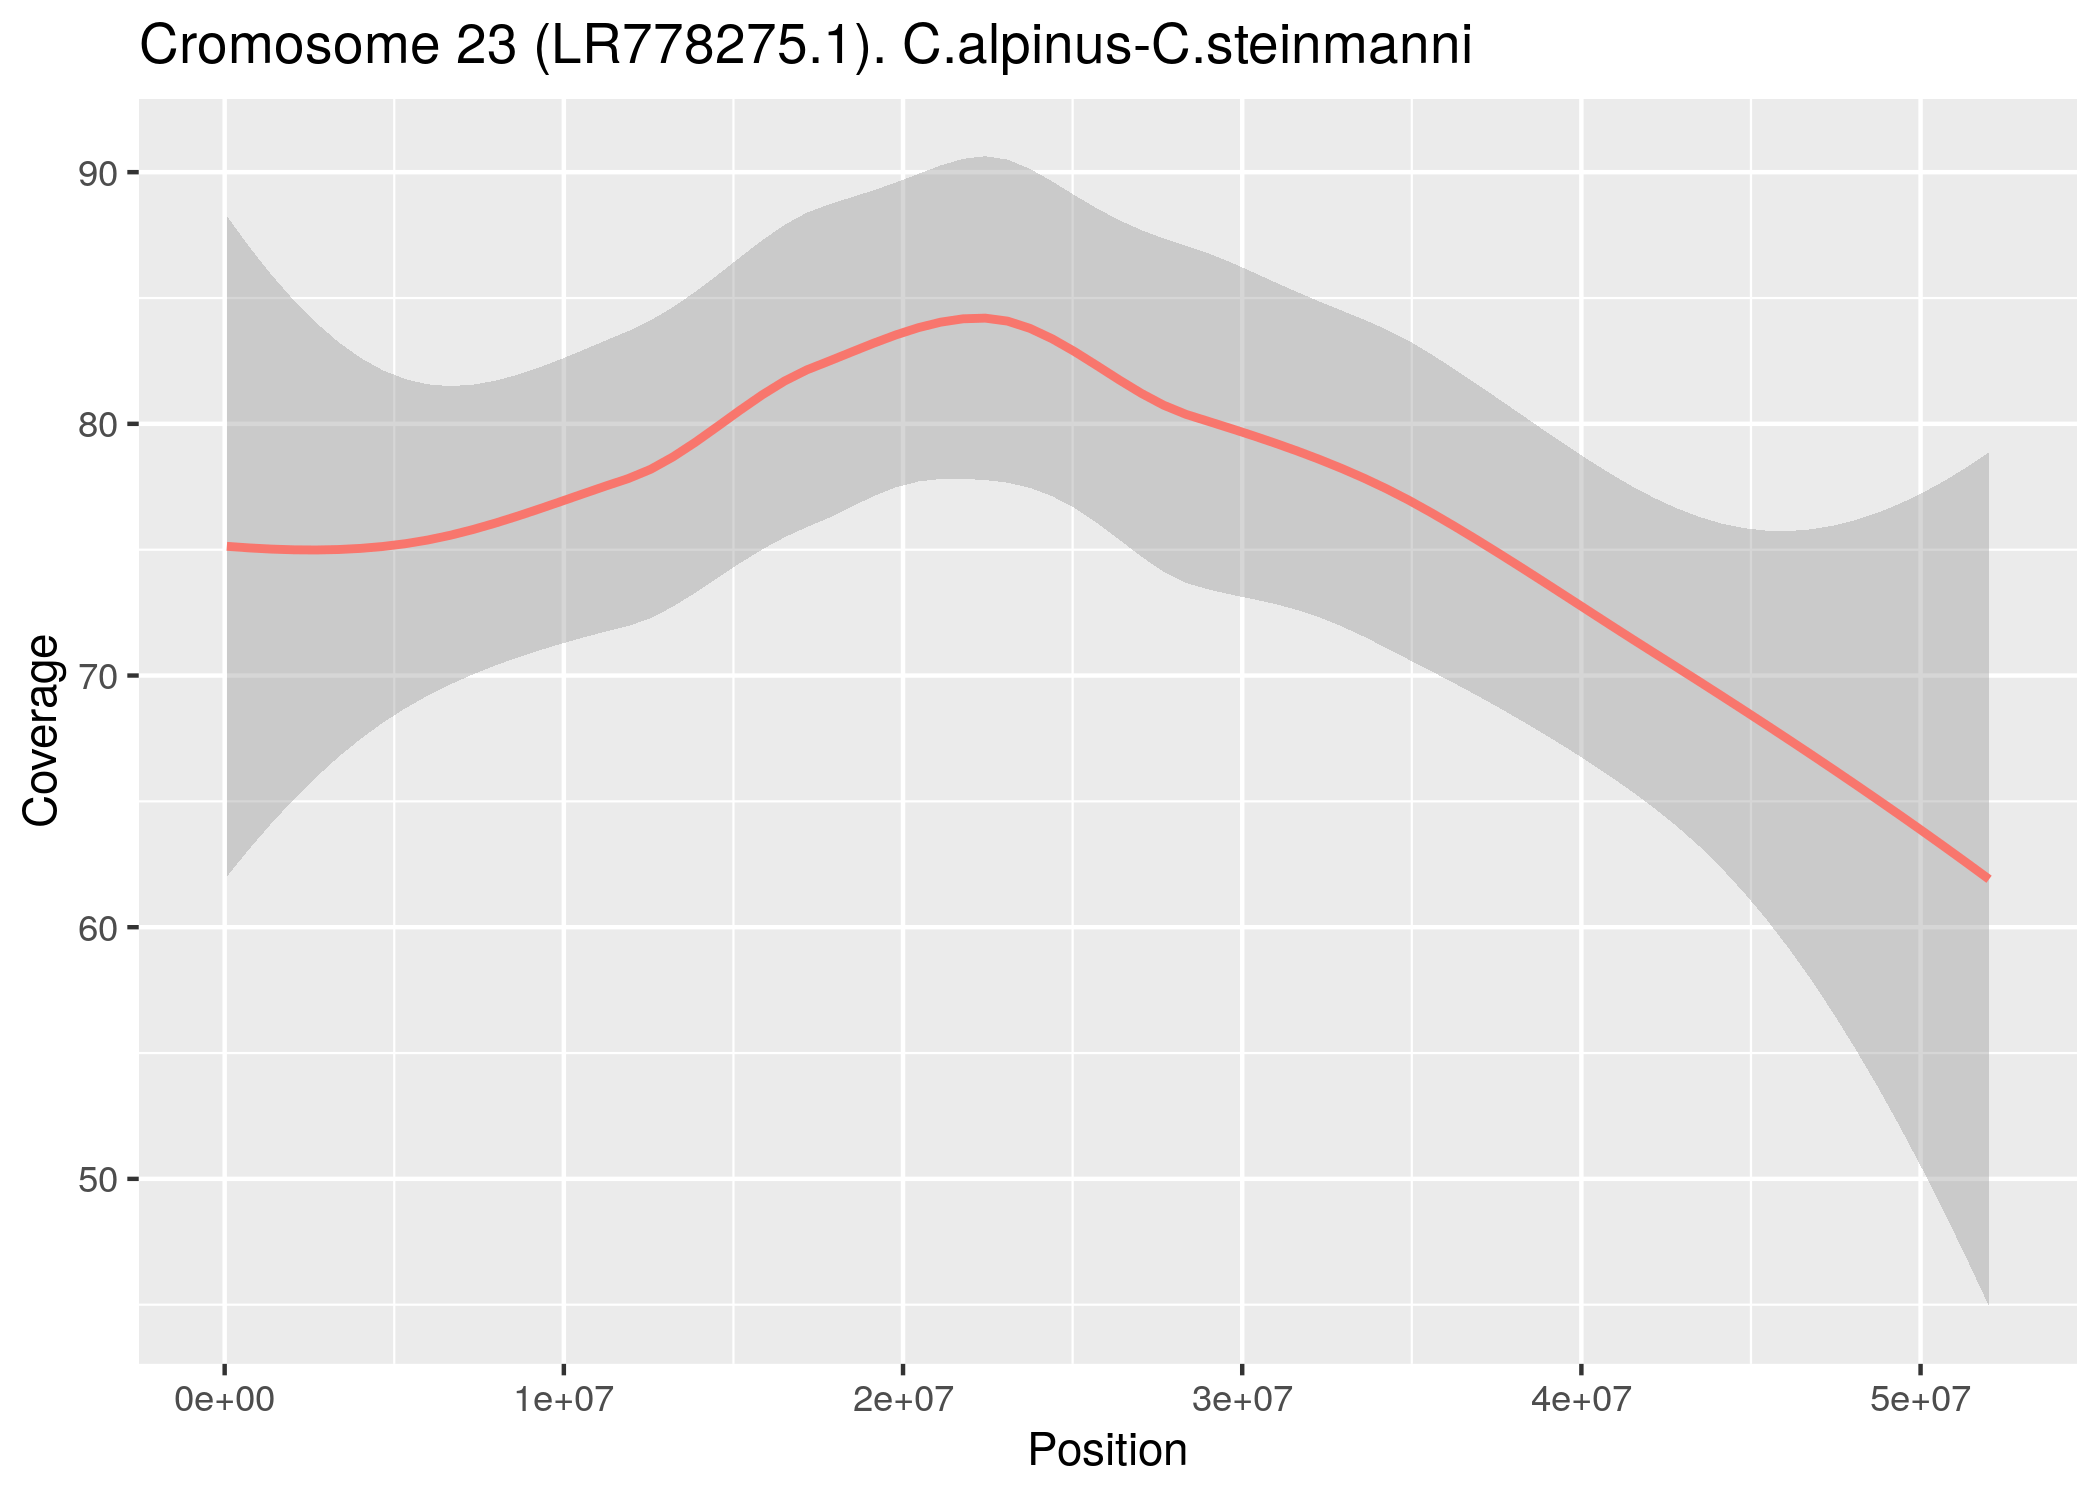 Cromosome 23 (LR778275.1). C.alpinus-C.steinmanni
90
80
70
60
50
Coverage
0e+00 1e+07 2e+07 3e+07 4e+07 5e+07
Position